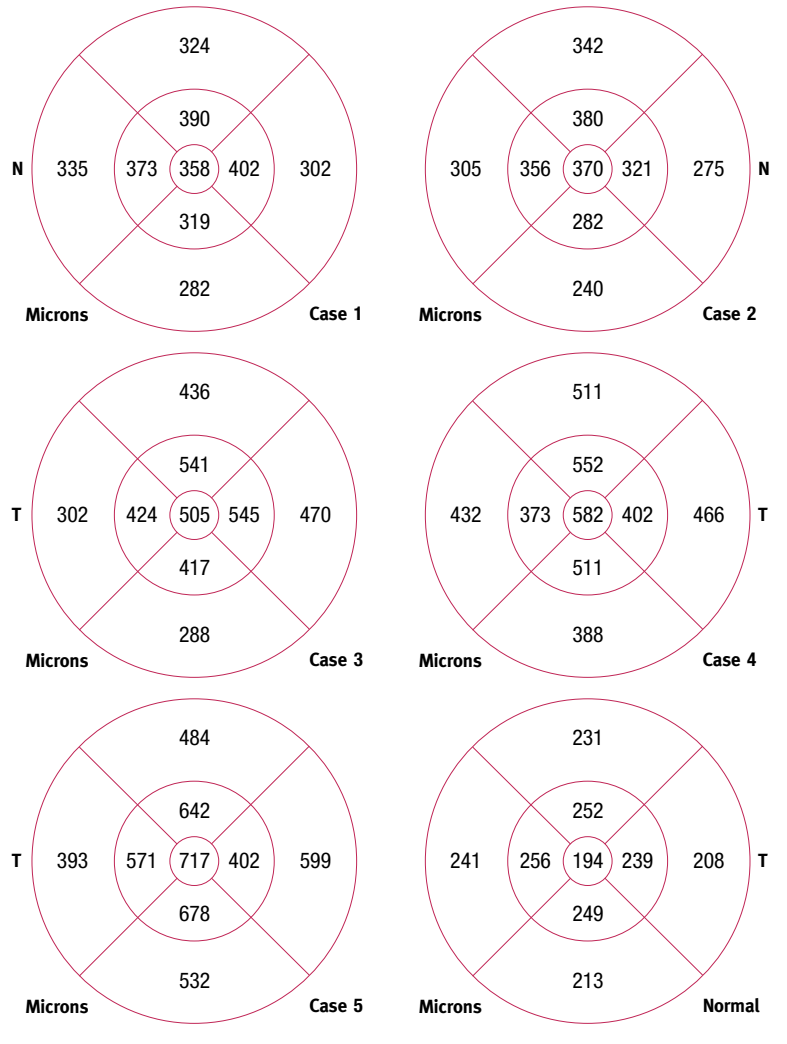 324
390
N 335 373 358 402 302
319
282
Microns Case 1
342
380
305 356 370 321 275 N
282
240
Microns Case 2
436
541
T 302 424 505 545 470
417
288
Microns Case 3
511
552
432 373 582 402 466 T
511
388
Microns Case 4
484
642
T 393 571 717 402 599
678
532
Microns Case 5
231
252
241 256 194 239 208 T
249
213
Microns Normal